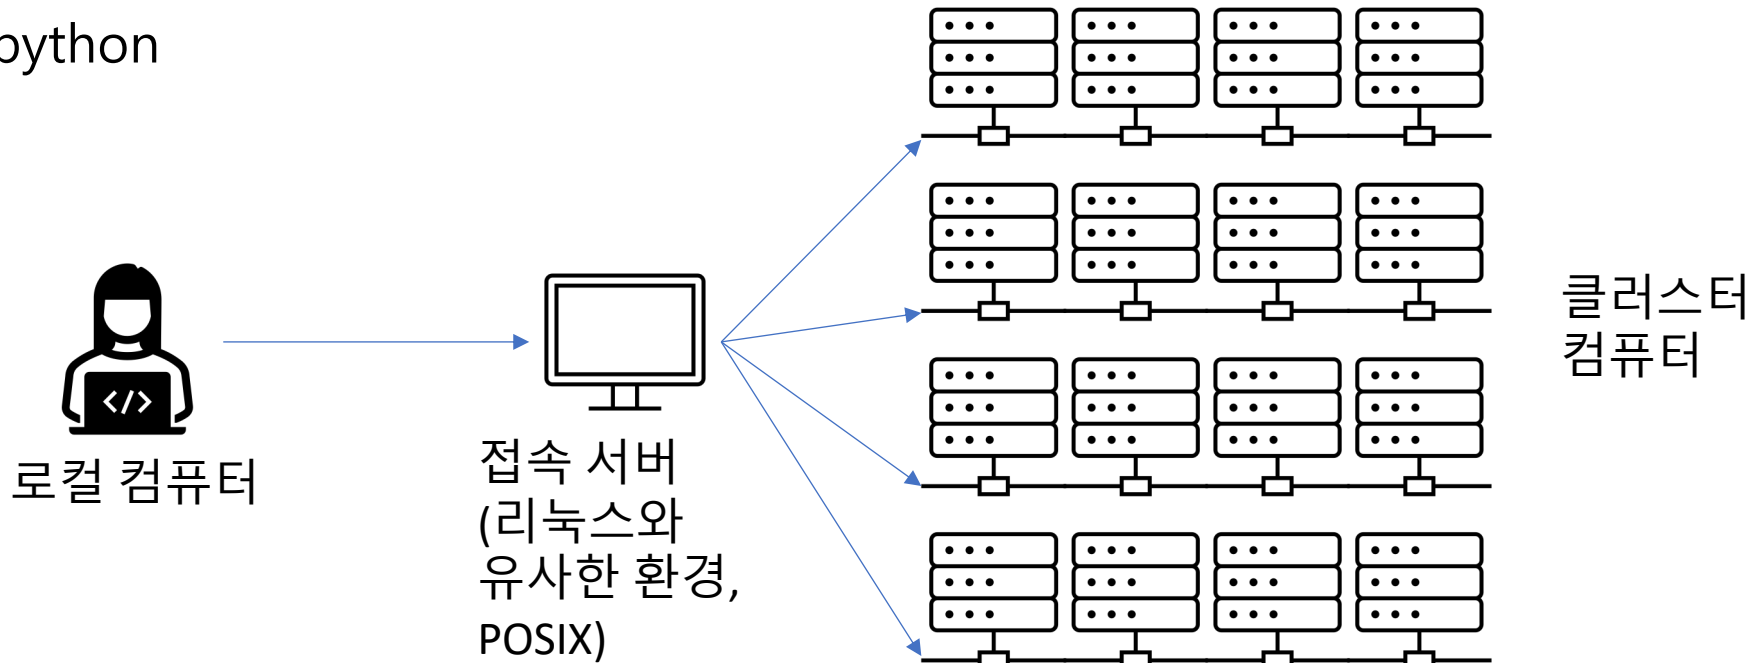 python
로컬 컴퓨터
접속 서버
(리눅스와
유사한 환경,
POSIX)
클러스터
컴퓨터